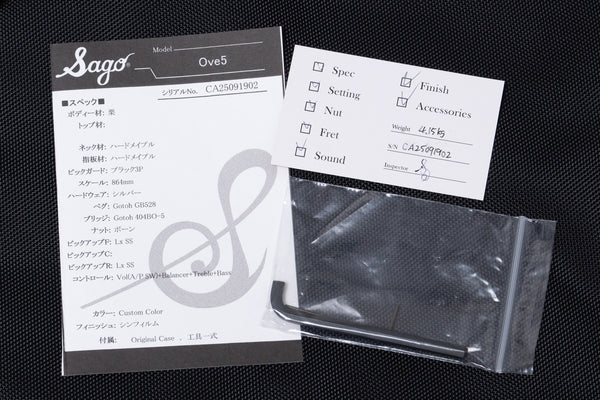 Sago
Model
Ove5
シリアルNo. CA25091902
■スペック■
ボディー材: 栗
トップ材:
ネック材: ハードメイプル
指板材: ハードメイプル
ピックガード: ブラック3P
スケール: 864mm
ハードウェア: シルバー
ペグ: Gotoh GB528
ブリッジ: Gotoh 404BO-5
ナット: ボーン
ピックアップF: Lx SS
ピックアップC:
ピックアップR: Lx SS
コントロール: Vol(A/P SW)+Balancer+Treble+Bass
カラー: Custom Color
フィニッシュ: シンフィルム
付属: Original Case 、工具一式
Spec
Setting
Nut
Fret
Sound
Finish
Accessories
Weight 4.15kg
S/N CA25091902
Inspector